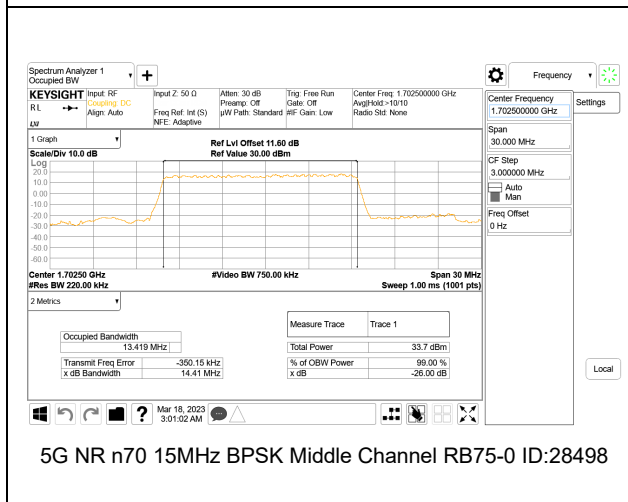 Spectrum Analyzer 1
Occupied BW
KEYSIGHT Input: RF Input Z: 50 Ω Atten: 30 dB Trig: Free Run Center Freq: 1.702500000 GHz
RL Coupling: DC Preamp: Off Gate: Off Avg|Hold:>10/10
Align: Auto Freq Ref: Int (S) µW Path: Standard #IF Gain: Low Radio Std: None
LXI NFE: Adaptive
1 Graph
Ref Lvl Offset 11.60 dB
Scale/Div 10.0 dB Ref Value 30.00 dBm
Log
20.0
10.0
0.00
-10.0
-20.0
-30.0
-40.0
-50.0
-60.0
Center 1.70250 GHz #Video BW 750.00 kHz Span 30 MHz
#Res BW 220.00 kHz Sweep 1.00 ms (1001 pts)
2 Metrics
Measure Trace Trace 1
Occupied Bandwidth
13.419 MHz Total Power 33.7 dBm
Transmit Freq Error -350.15 kHz % of OBW Power 99.00 %
x dB Bandwidth 14.41 MHz x dB -26.00 dB
Mar 18, 2023
3:01:02 AM
Frequency
Settings
Center Frequency
1.702500000 GHz
Span
30.000 MHz
CF Step
3.000000 MHz
Auto
Man
Freq Offset
0 Hz
Local
5G NR n70 15MHz BPSK Middle Channel RB75-0 ID:28498